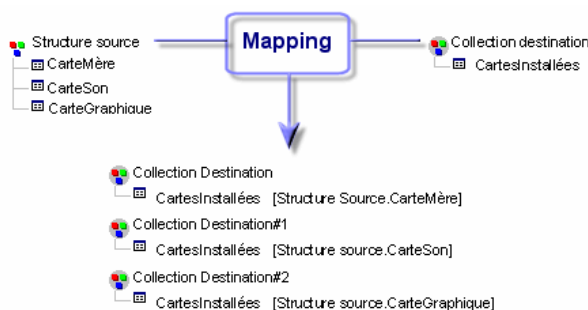 Structure source
CarteMère
CarteSon
CarteGraphique
Mapping
Collection destination
CartesInstallées
Collection Destination
CartesInstallées [Structure Source.CarteMère]
Collection Destination#1
CartesInstallées [Structure source.CarteSon]
Collection Destination#2
CartesInstallées [Structure source.CarteGraphique]